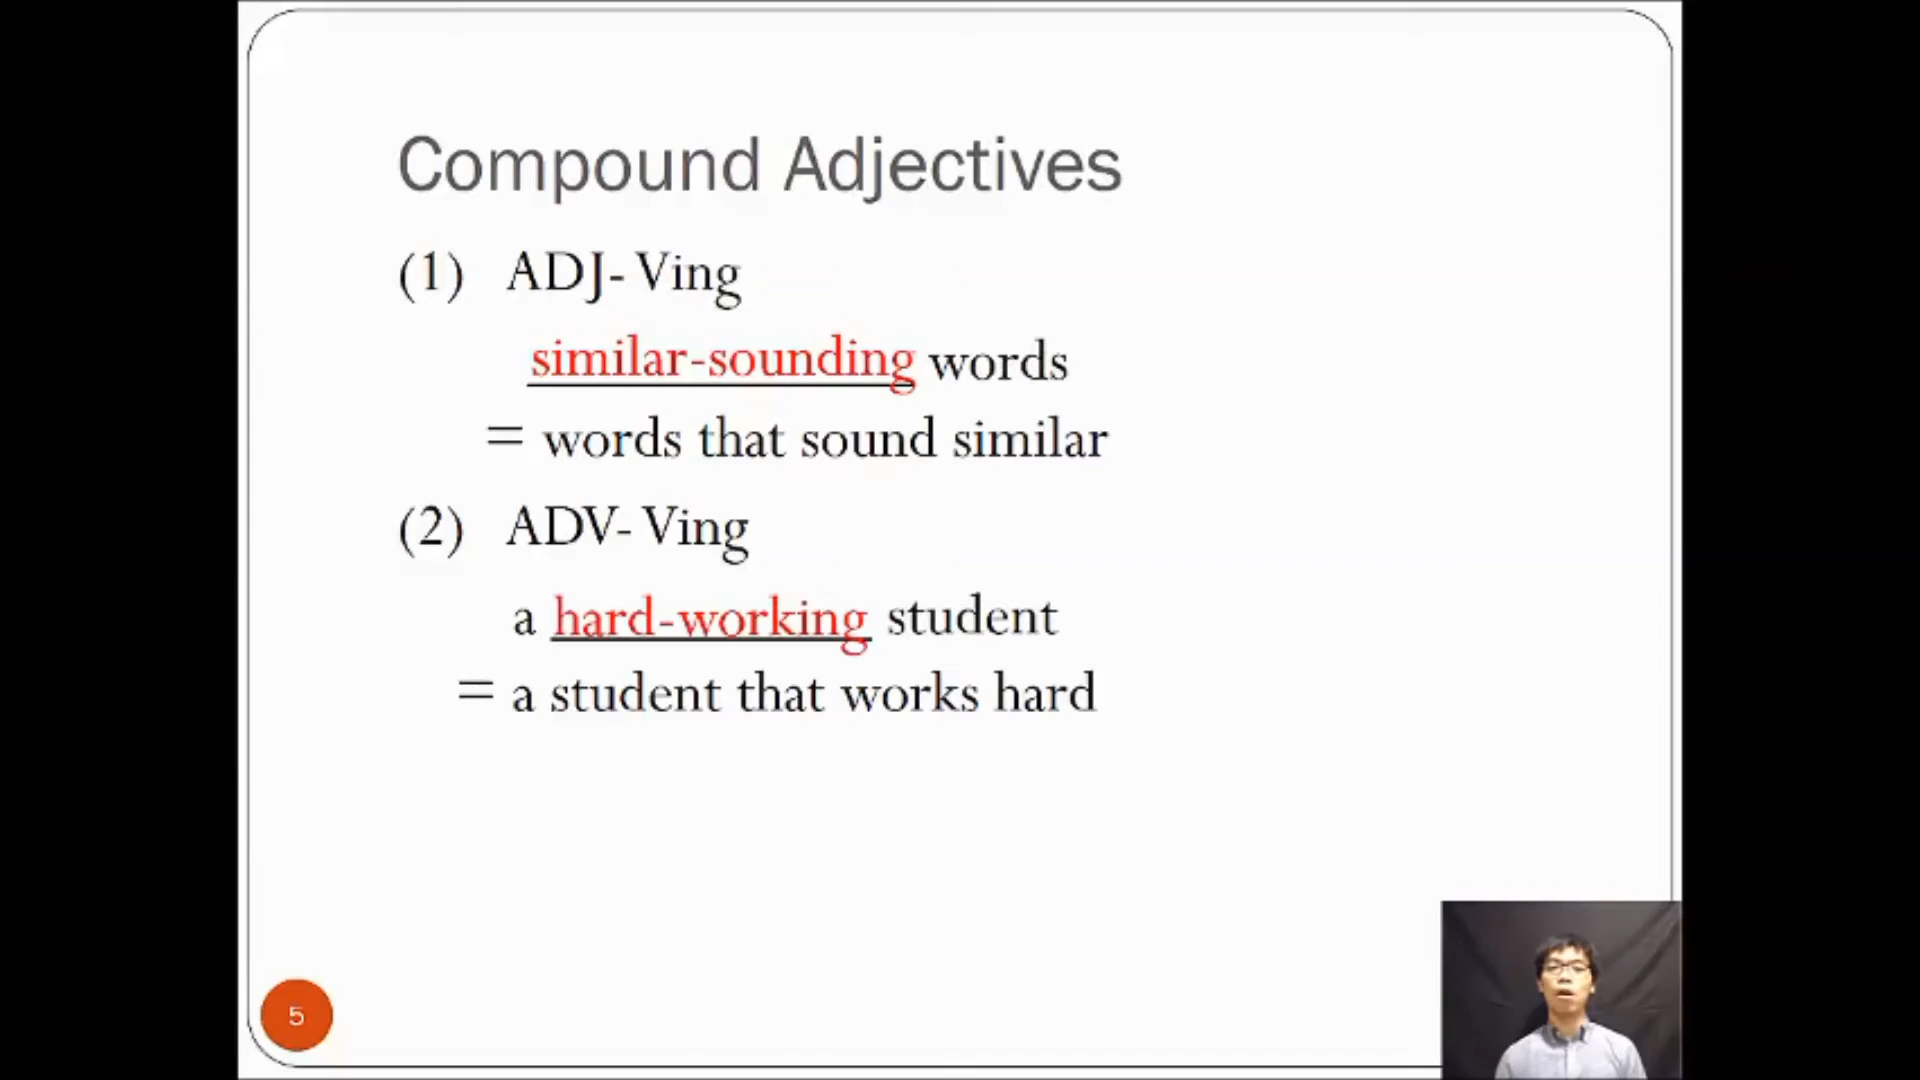 Compound Adjectives
(1) ADJ-Ving
similar-sounding words
= words that sound similar
(2) ADV-Ving
a hard-working student
= a student that works hard
5